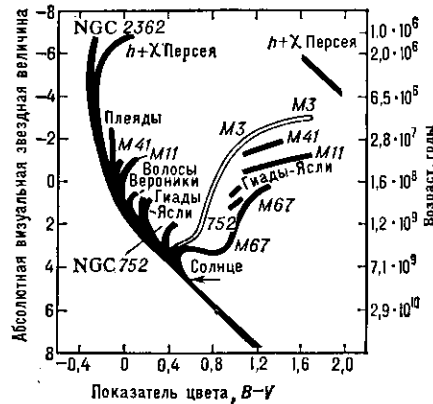 -8
NGC 2362
-6
h+χ Персея
h+χ Персея
-4
Плеяды
M3
M3
-2
M41
M41
M11
M11
0
Волосы
Вероники
Гиады-Ясли
Гиады
-Ясли
752
M67
2
NGC 752
M67
4
Солнце
6
8
-0,4
0
0,4
0,8
1,2
1,6
2,0
Показатель цвета, B-V
Абсолютная визуальная звездная величина
1,0·10⁶
2,0·10⁶
6,5·10⁶
2,8·10⁷
1,6·10⁸
1,2·10⁹
7,1·10⁹
2,9·10¹⁰
Возраст, годы